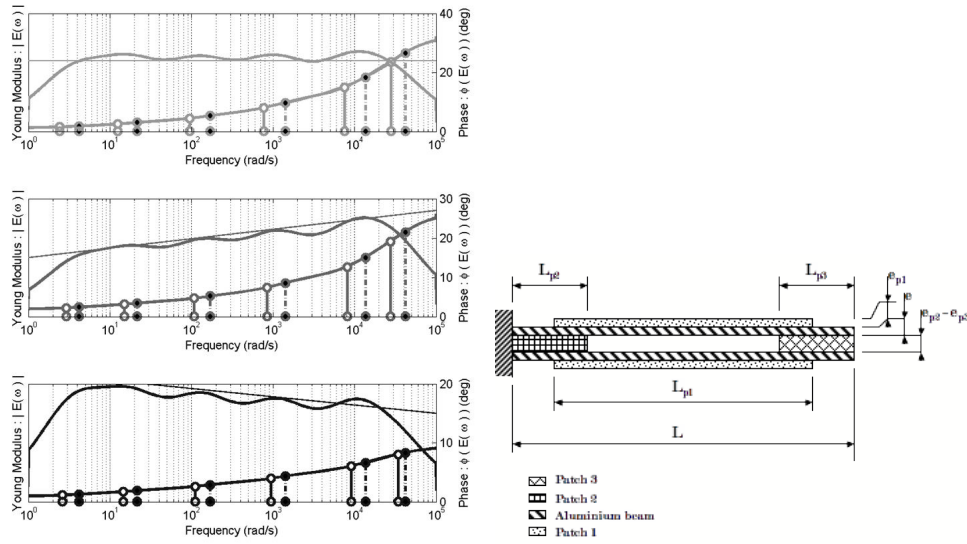 Young Modulus : | E(ω) |
40
20
0
Phase : ϕ ( E(ω) ) (deg)
10^0 10^1 10^2 10^3 10^4 10^5
Frequency (rad/s)
Young Modulus : | E(ω) |
30
20
10
0
Phase : ϕ ( E(ω) ) (deg)
10^0 10^1 10^2 10^3 10^4 10^5
Frequency (rad/s)
Young Modulus : | E(ω) |
20
10
0
Phase : ϕ ( E(ω) ) (deg)
10^0 10^1 10^2 10^3 10^4 10^5
Frequency (rad/s)
L_p2
L_p3
e_p1
e
e_p2 - e_p3
L_p1
L
Patch 3
Patch 2
Aluminium beam
Patch 1